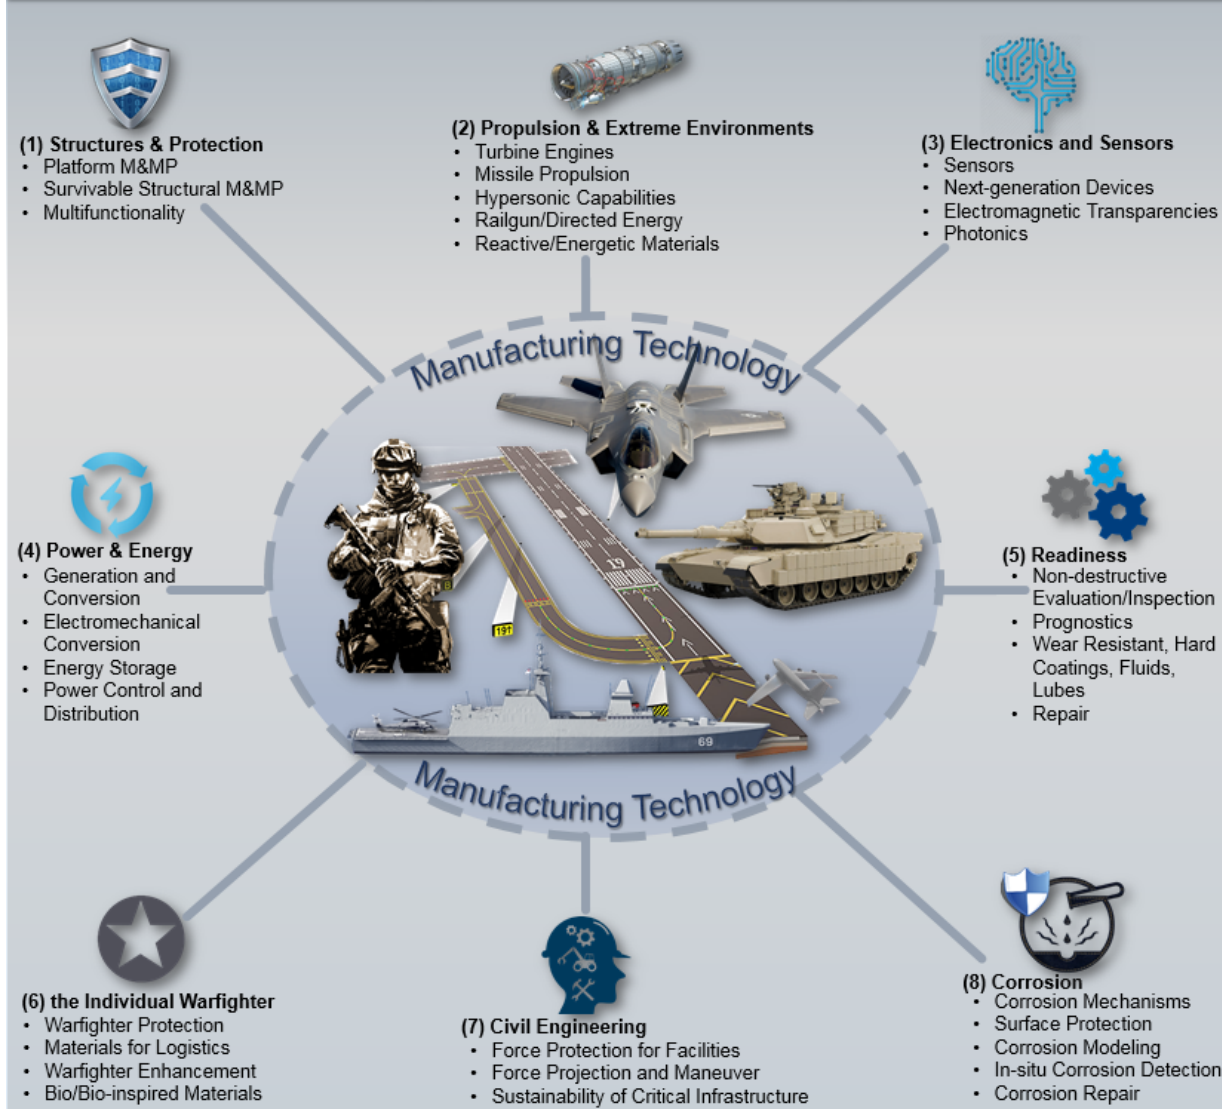 (1) Structures & Protection
• Platform M&MP
• Survivable Structural M&MP
• Multifunctionality
(2) Propulsion & Extreme Environments
• Turbine Engines
• Missile Propulsion
• Hypersonic Capabilities
• Railgun/Directed Energy
• Reactive/Energetic Materials
(3) Electronics and Sensors
• Sensors
• Next-generation Devices
• Electromagnetic Transparencies
• Photonics
Manufacturing Technology
(4) Power & Energy
• Generation and
Conversion
• Electromechanical
Conversion
• Energy Storage
• Power Control and
Distribution
19
191
69
(5) Readiness
• Non-destructive
Evaluation/Inspection
• Prognostics
• Wear Resistant, Hard
Coatings, Fluids,
Lubes
• Repair
Manufacturing Technology
(6) the Individual Warfighter
• Warfighter Protection
• Materials for Logistics
• Warfighter Enhancement
• Bio/Bio-inspired Materials
(7) Civil Engineering
• Force Protection for Facilities
• Force Projection and Maneuver
• Sustainability of Critical Infrastructure
(8) Corrosion
• Corrosion Mechanisms
• Surface Protection
• Corrosion Modeling
• In-situ Corrosion Detection
• Corrosion Repair